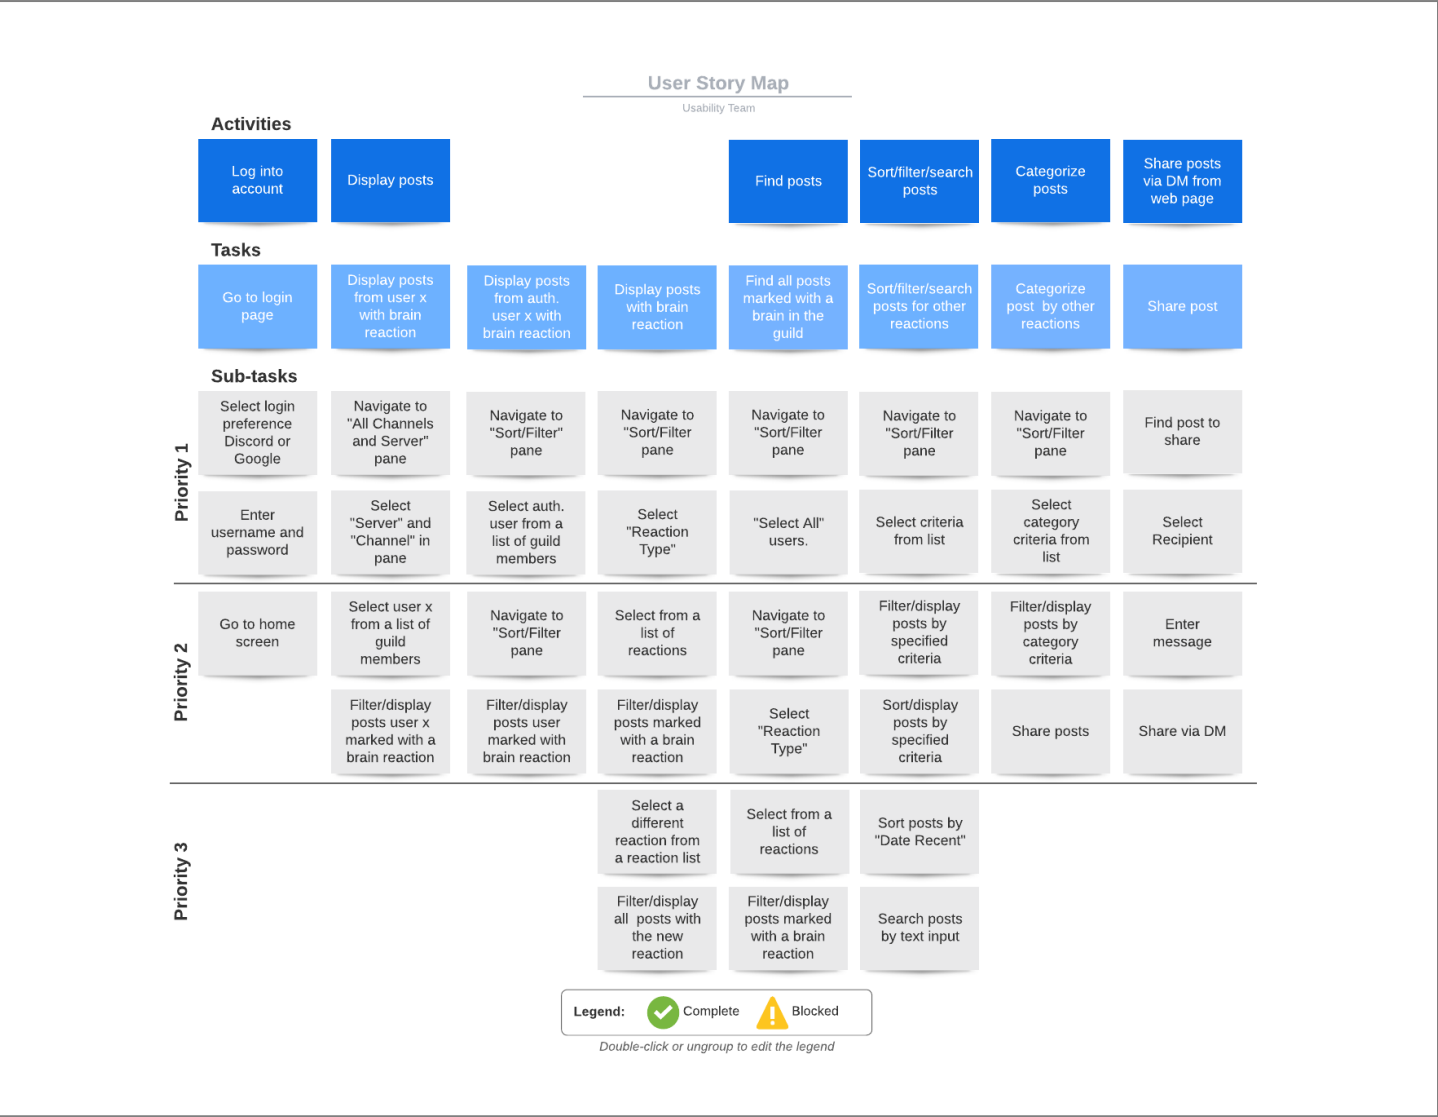 User Story Map
Usability Team
Activities
Log into
account
Display posts
Find posts
Sort/filter/search
posts
Categorize
posts
Share posts
via DM from
web page
Tasks
Go to login
page
Display posts
from user x
with brain
reaction
Display posts
from auth.
user x with
brain reaction
Display posts
with brain
reaction
Find all posts
marked with a
brain in the
guild
Sort/filter/search
posts for other
reactions
Categorize
post  by other
reactions
Share post
Sub-tasks
Priority 1
Select login
preference
Discord or
Google
Navigate to
"All Channels
and Server"
pane
Navigate to
"Sort/Filter"
pane
Navigate to
"Sort/Filter
pane
Navigate to
"Sort/Filter
pane
Navigate to
"Sort/Filter
pane
Navigate to
"Sort/Filter
pane
Find post to
share
Enter
username and
password
Select
"Server" and
"Channel" in
pane
Select auth.
user from a
list of guild
members
Select
"Reaction
Type"
"Select All"
users.
Select criteria
from list
Select
category
criteria from
list
Select
Recipient
Priority 2
Go to home
screen
Select user x
from a list of
guild
members
Navigate to
"Sort/Filter
pane
Select from a
list of
reactions
Navigate to
"Sort/Filter
pane
Filter/display
posts by
specified
criteria
Filter/display
posts by
category
criteria
Enter
message
Filter/display
posts user x
marked with a
brain reaction
Filter/display
posts user
marked with
brain reaction
Filter/display
posts marked
with a brain
reaction
Select
"Reaction
Type"
Sort/display
posts by
specified
criteria
Share posts
Share via DM
Priority 3
Select a
different
reaction from
a reaction list
Select from a
list of
reactions
Sort posts by
"Date Recent"
Filter/display
all  posts with
the new
reaction
Filter/display
posts marked
with a brain
reaction
Search posts
by text input
Legend: Complete Blocked
Double-click or ungroup to edit the legend